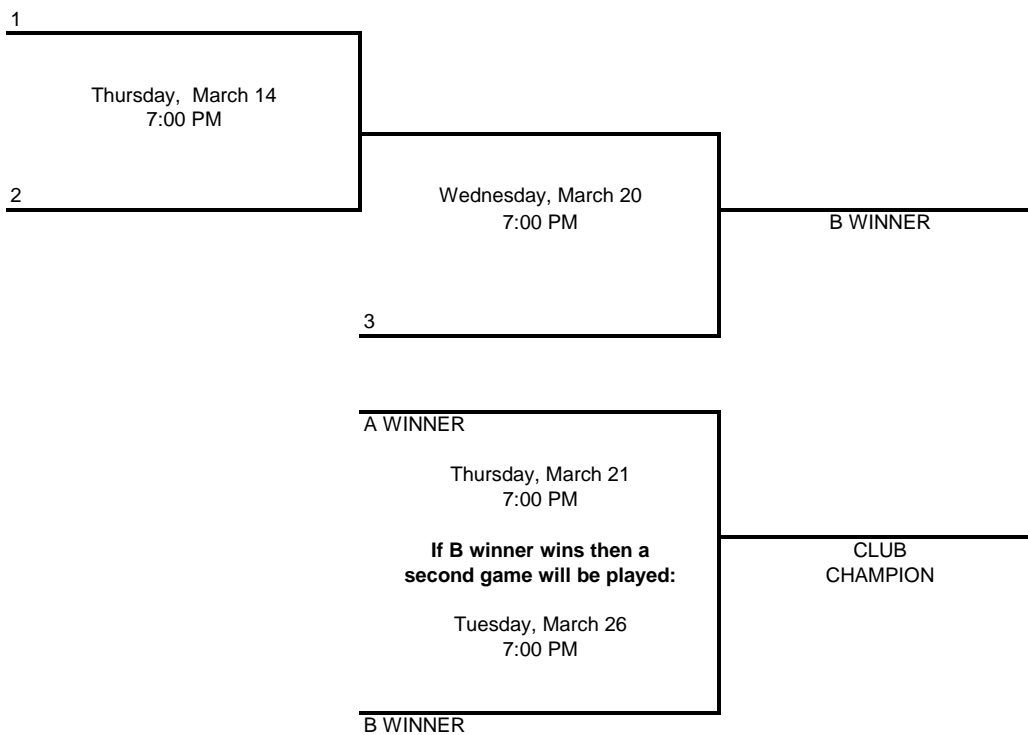 1
Thursday,  March 14
7:00 PM
2
Wednesday, March 20
7:00 PM
B WINNER
3
A WINNER
Thursday, March 21
7:00 PM
If B winner wins then a
second game will be played:
CLUB
CHAMPION
Tuesday, March 26
7:00 PM
B WINNER